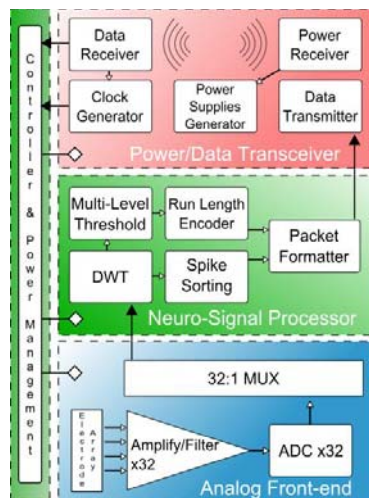 Controller & Power Management
Data
Receiver
Power
Receiver
Clock
Generator
Power
Supplies
Generator
Data
Transmitter
Power/Data Transceiver
Multi-Level
Threshold
Run Length
Encoder
Packet
Formatter
DWT
Spike
Sorting
Neuro-Signal Processor
32:1 MUX
Electrode
Array
Amplify/Filter
x32
ADC x32
Analog Front-end